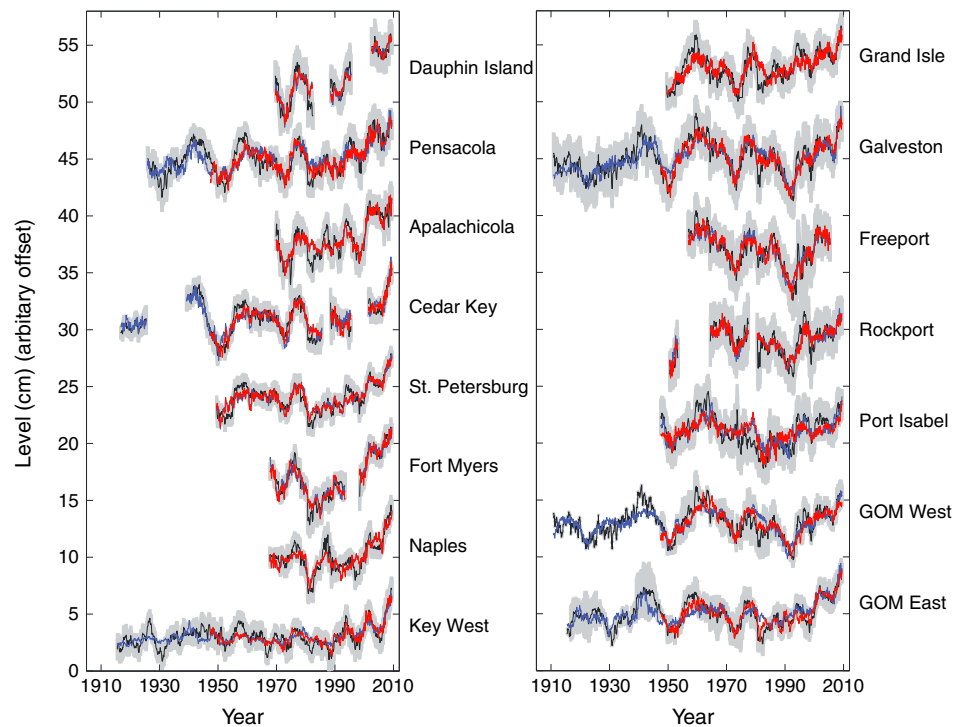 Level (cm) (arbitary offset)
55
50
45
40
35
30
25
20
15
10
5
0
Dauphin Island
Pensacola
Apalachicola
Cedar Key
St. Petersburg
Fort Myers
Naples
Key West
1910 1930 1950 1970 1990 2010
Year
Grand Isle
Galveston
Freeport
Rockport
Port Isabel
GOM West
GOM East
1910 1930 1950 1970 1990 2010
Year